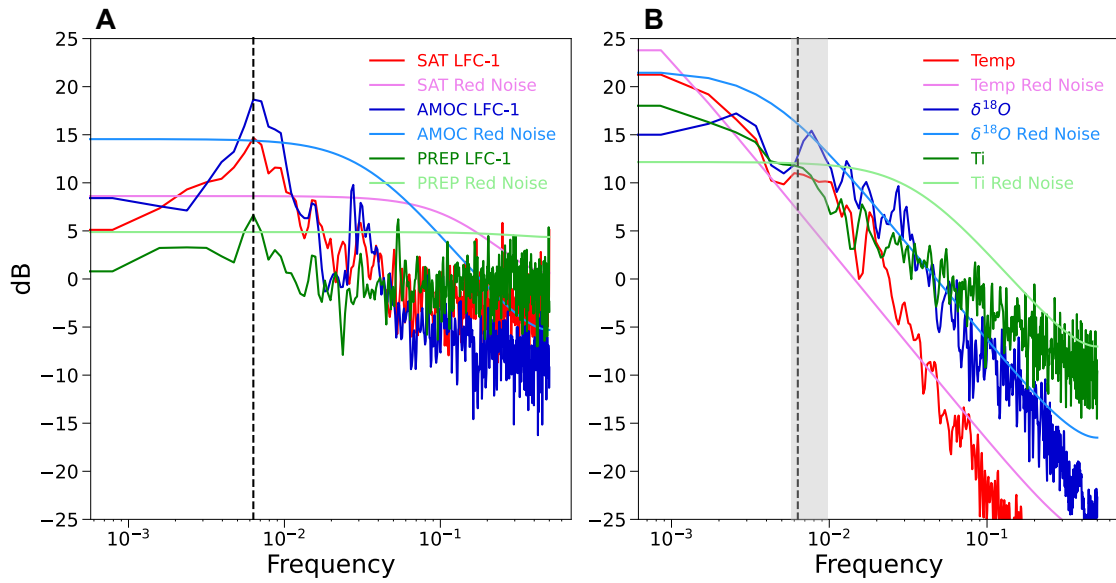 A
25
20
15
10
5
0
−5
−10
−15
−20
−25
dB
10⁻³
10⁻²
10⁻¹
Frequency
SAT LFC-1
SAT Red Noise
AMOC LFC-1
AMOC Red Noise
PREP LFC-1
PREP Red Noise
B
25
20
15
10
5
0
−5
−10
−15
−20
−25
10⁻³
10⁻²
10⁻¹
Frequency
Temp
Temp Red Noise
δ¹⁸O
δ¹⁸O Red Noise
Ti
Ti Red Noise